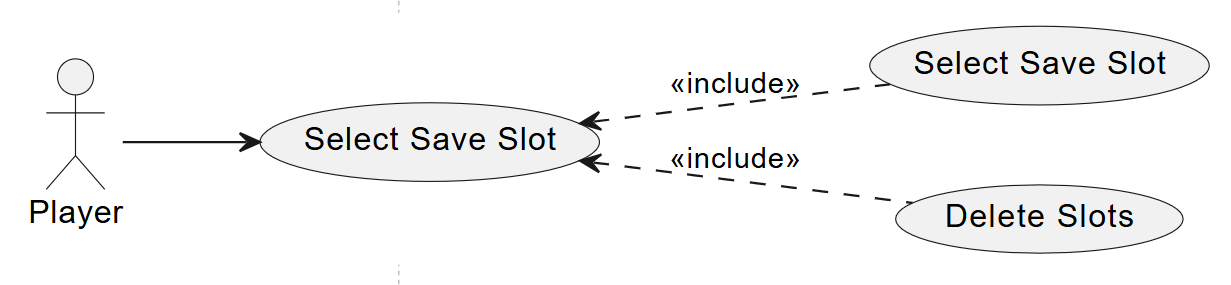 Select Save Slot
«include»
Select Save Slot
«include»
Player
Delete Slots